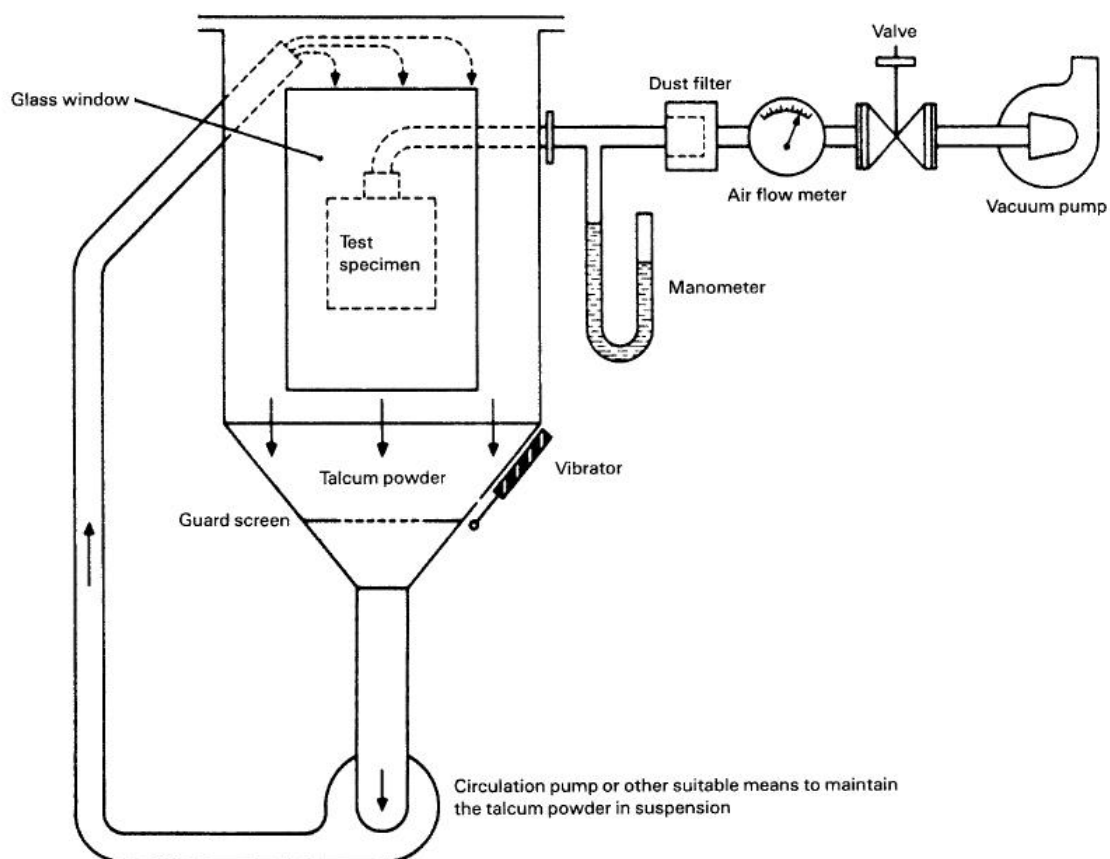 Valve
Dust filter
Glass window
Air flow meter
Vacuum pump
Test
specimen
Manometer
Talcum powder
Vibrator
Guard screen
Circulation pump or other suitable means to maintain
the talcum powder in suspension